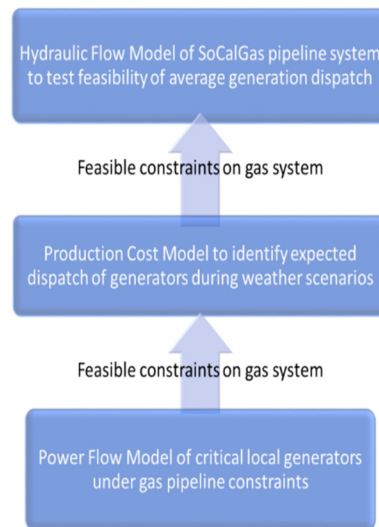 Hydraulic Flow Model of SoCalGas pipeline system
to test feasibility of average generation dispatch
Feasible constraints on gas system
Production Cost Model to identify expected
dispatch of generators during weather scenarios
Feasible constraints on gas system
Power Flow Model of critical local generators
under gas pipeline constraints